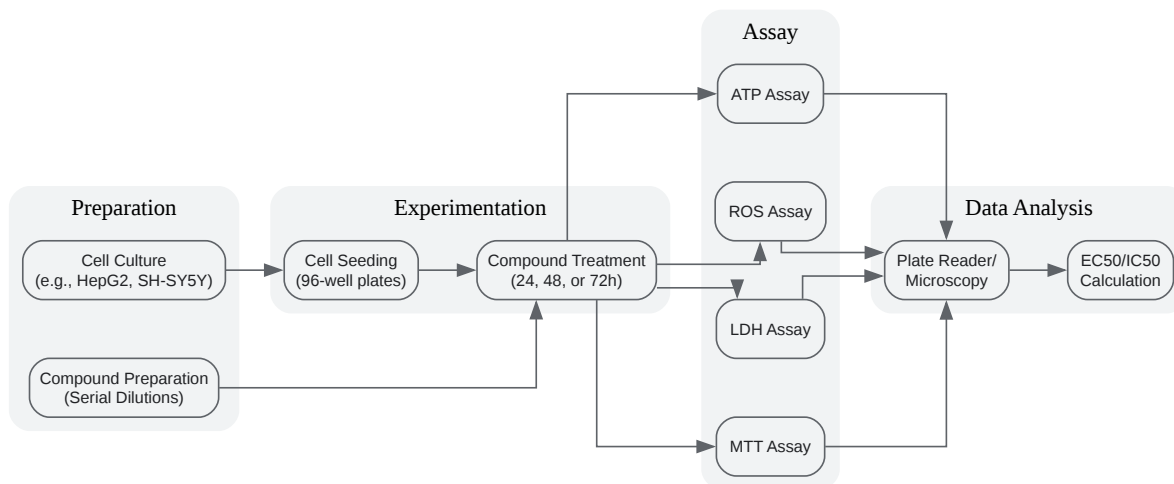 Preparation
Cell Culture
(e.g., HepG2, SH-SY5Y)
Compound Preparation
(Serial Dilutions)
Experimentation
Cell Seeding
(96-well plates)
Compound Treatment
(24, 48, or 72h)
Assay
ATP Assay
ROS Assay
LDH Assay
MTT Assay
Data Analysis
Plate Reader/
Microscopy
EC50/IC50
Calculation